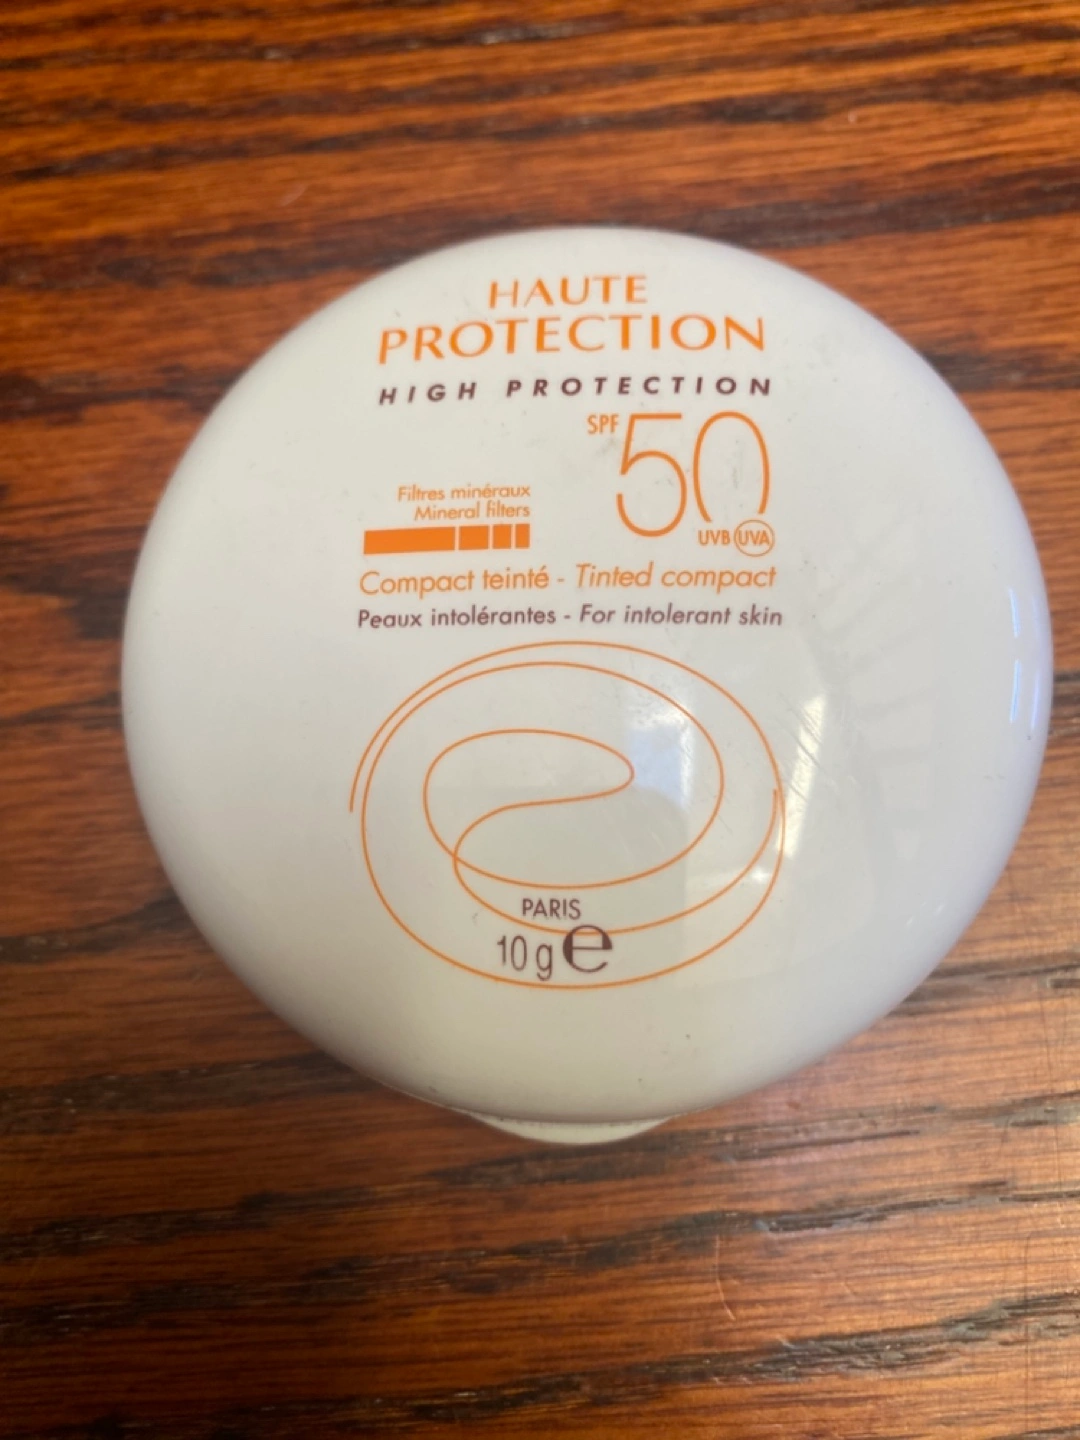 HAUTE
PROTECTION
HIGH PROTECTION
SPF 50
Filtres minéraux
Mineral filters
UVB UVA
Compact teinté - Tinted compact
Peaux intolérantes - For intolerant skin
PARIS
10 g e